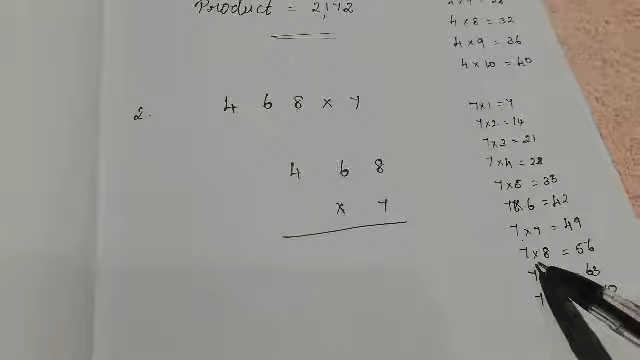 Product = 2,172
2. 4 6 8 x 7
4 6 8
x 7
4 x 8 = 32
4 x 9 = 36
4 x 10 = 40
7x1 = 7
7x2 = 14
7x3 = 21
7x4 = 28
7x5 = 35
7x6 = 42
7x7 = 49
7x8 = 56
63